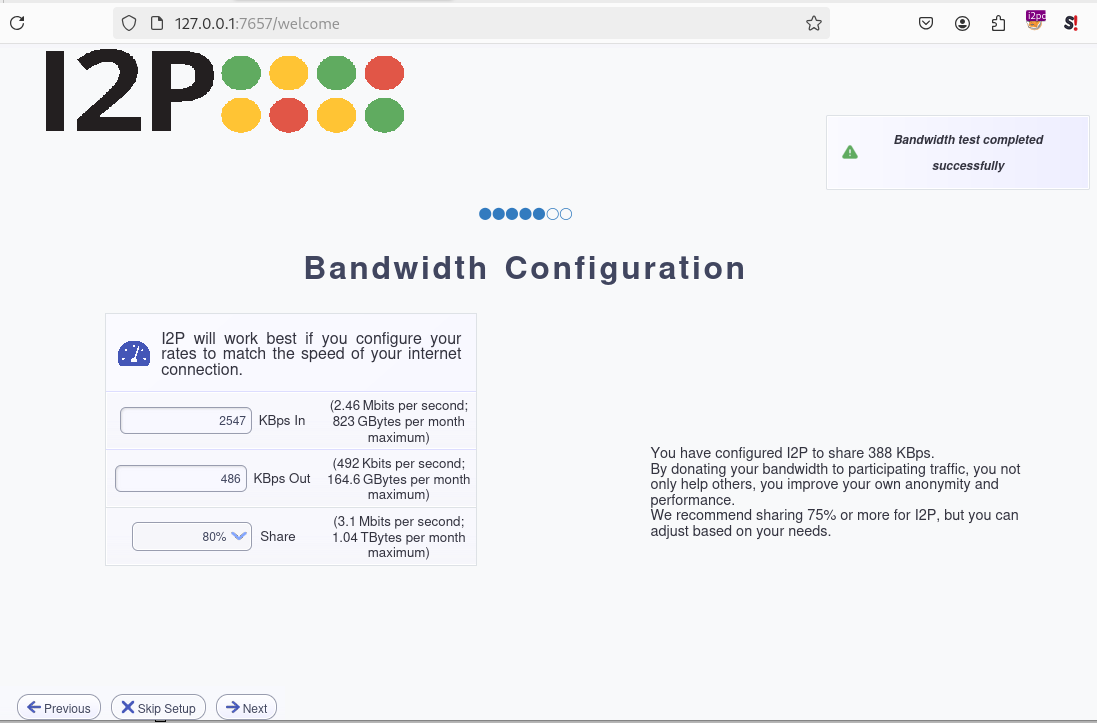 127.0.0.1:7657/welcome
i2pc
S!
I2P
Bandwidth test completed
successfully
Bandwidth Configuration
I2P will work best if you configure your
rates to match the speed of your internet
connection.
2547 KBps In
(2.46 Mbits per second;
823 GBytes per month
maximum)
486 KBps Out
(492 Kbits per second;
164.6 GBytes per month
maximum)
80% Share
(3.1 Mbits per second;
1.04 TBytes per month
maximum)
You have configured I2P to share 388 KBps.
By donating your bandwidth to participating traffic, you not
only help others, you improve your own anonymity and
performance.
We recommend sharing 75% or more for I2P, but you can
adjust based on your needs.
Previous Skip Setup Next